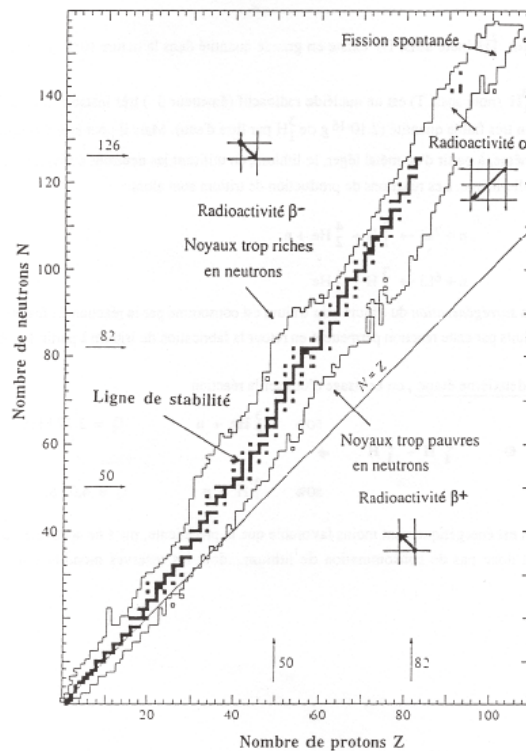 Fission spontanée
140
Radioactivité α
126
120
Radioactivité β-
Noyaux trop riches
en neutrons
100
82
80
N = Z
Ligne de stabilité
60
Noyaux trop pauvres
en neutrons
50
Radioactivité β+
40
50
82
20
40
60
80
100
Nombre de protons Z
Nombre de neutrons N